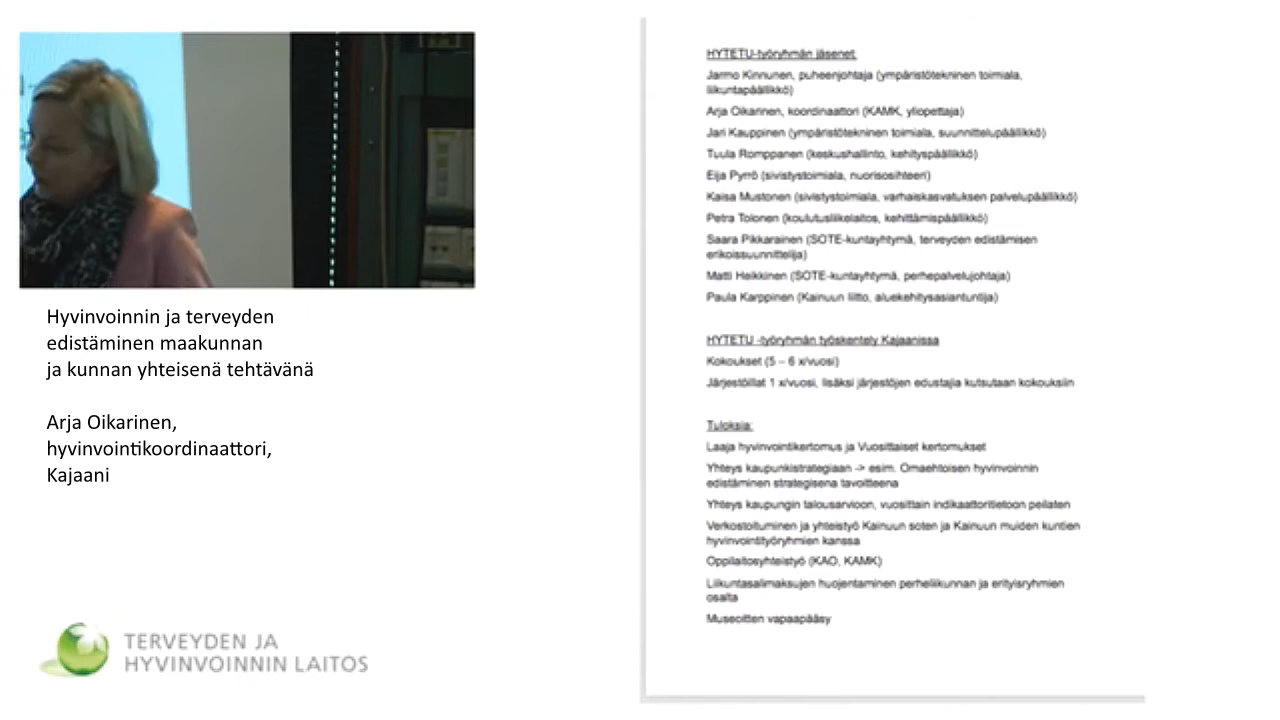 Hyvinvoinnin ja terveyden
edistäminen maakunnan
ja kunnan yhteisenä tehtävänä
Arja Oikarinen,
hyvinvointikoordinaattori,
Kajaani
TERVEYDEN JA
HYVINVOINNIN LAITOS
HYTETU-työryhmän jäsenet:
Jarmo Kinnunen, puheenjohtaja (ympäristötekninen toimiala,
liikuntapäällikkö)
Arja Oikarinen, koordinaattori (KAMK, yliopettaja)
Jari Kauppinen (ympäristötekninen toimiala, suunnittelupäällikkö)
Tuula Romppanen (keskushallinto, kehityspäällikkö)
Eija Pyrrö (sivistystoimiala, nuorisosihteeri)
Kaisa Mustonen (sivistystoimiala, varhaiskasvatuksen palvelupäällikkö)
Petra Tolonen (koulutusliikelaitos, kehittämispäällikkö)
Saara Pikkarainen (SOTE-kuntayhtymä, terveyden edistämisen
erikoissuunnittelija)
Matti Heikkinen (SOTE-kuntayhtymä, perhepalvelujohtaja)
Paula Karppinen (Kainuun liitto, aluekehitysasiantuntija)
HYTETU -työryhmän työskentely Kajaanissa
Kokoukset (5 – 6 x/vuosi)
Järjestöillat 1 x/vuosi, lisäksi järjestöjen edustajia kutsutaan kokouksiin
Tuloksia:
Laaja hyvinvointikertomus ja Vuosittaiset kertomukset
Yhteys kaupunkistrategiaan -> esim. Omaehtoisen hyvinvoinnin
edistäminen strategisena tavoitteena
Yhteys kaupungin talousarvioon, vuosittain indikaattoritietoon peilaten
Verkostoituminen ja yhteistyö Kainuun soten ja Kainuun muiden kuntien
hyvinvointityöryhmien kanssa
Oppilaitosyhteistyö (KAO, KAMK)
Liikuntasalimaksujen huojentaminen perheliikunnan ja erityisryhmien
osalta
Museoitten vapaapääsy